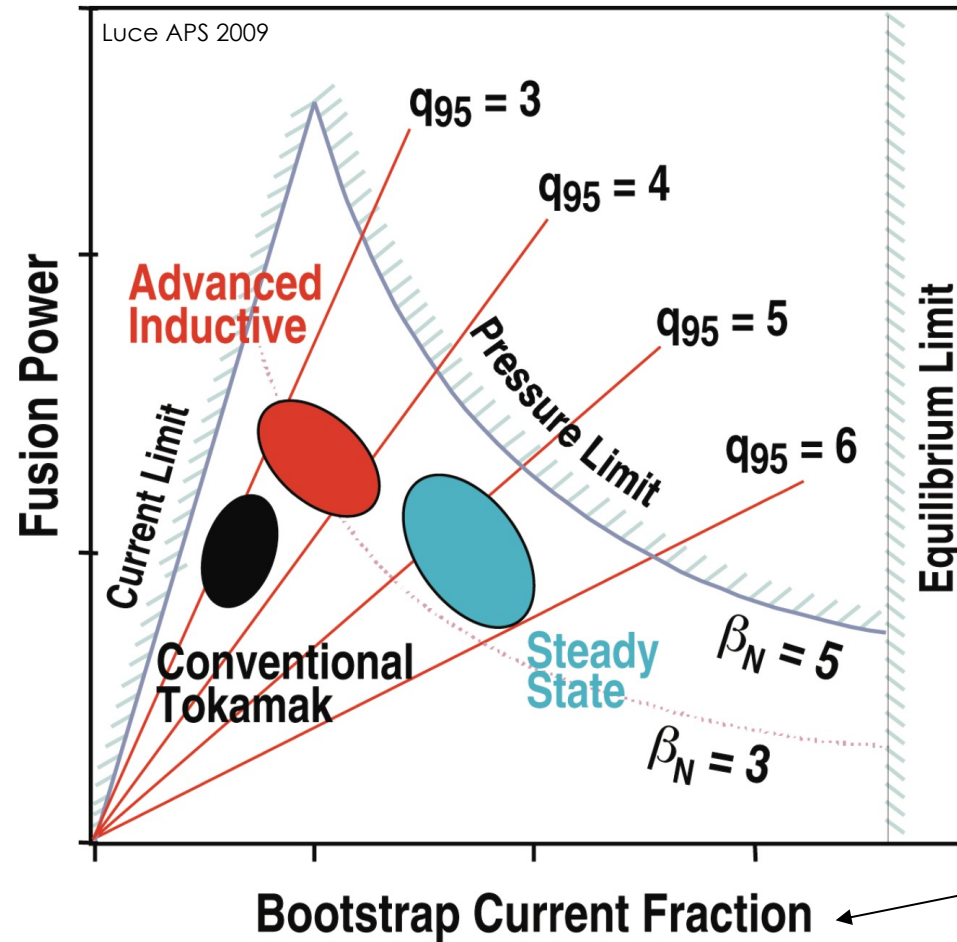 Luce APS 2009
q95 = 3
q95 = 4
Advanced
Inductive
q95 = 5
Pressure Limit
q95 = 6
Current Limit
Fusion Power
Equilibrium Limit
Conventional
Tokamak
Steady
State
βN = 5
βN = 3
Bootstrap Current Fraction